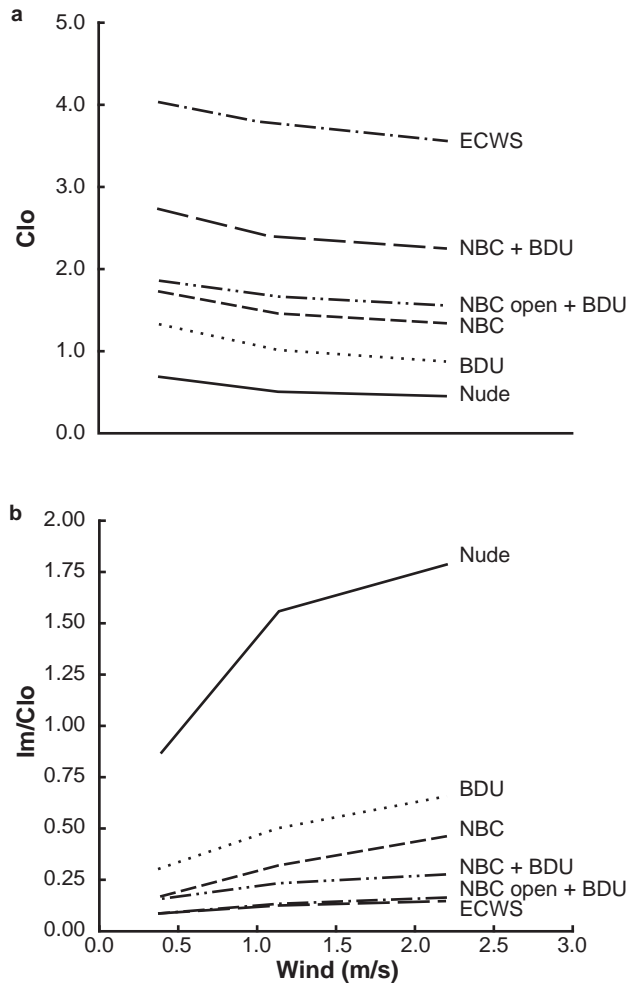 a
5.0
4.0
3.0
2.0
1.0
0.0
Clo
ECWS
NBC + BDU
NBC open + BDU
NBC
BDU
Nude
b
2.00
1.75
1.50
1.25
1.00
0.75
0.50
0.25
0.00
Im/Clo
Nude
BDU
NBC
NBC + BDU
NBC open + BDU
ECWS
0.0 0.5 1.0 1.5 2.0 2.5 3.0
Wind (m/s)